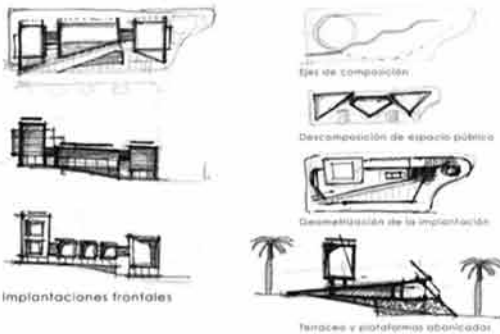 Ejes de composición
Descomposición de espacio público
Geometrización de la implantación
Implantaciones frontales
Terraceo y plataformas abanicadas